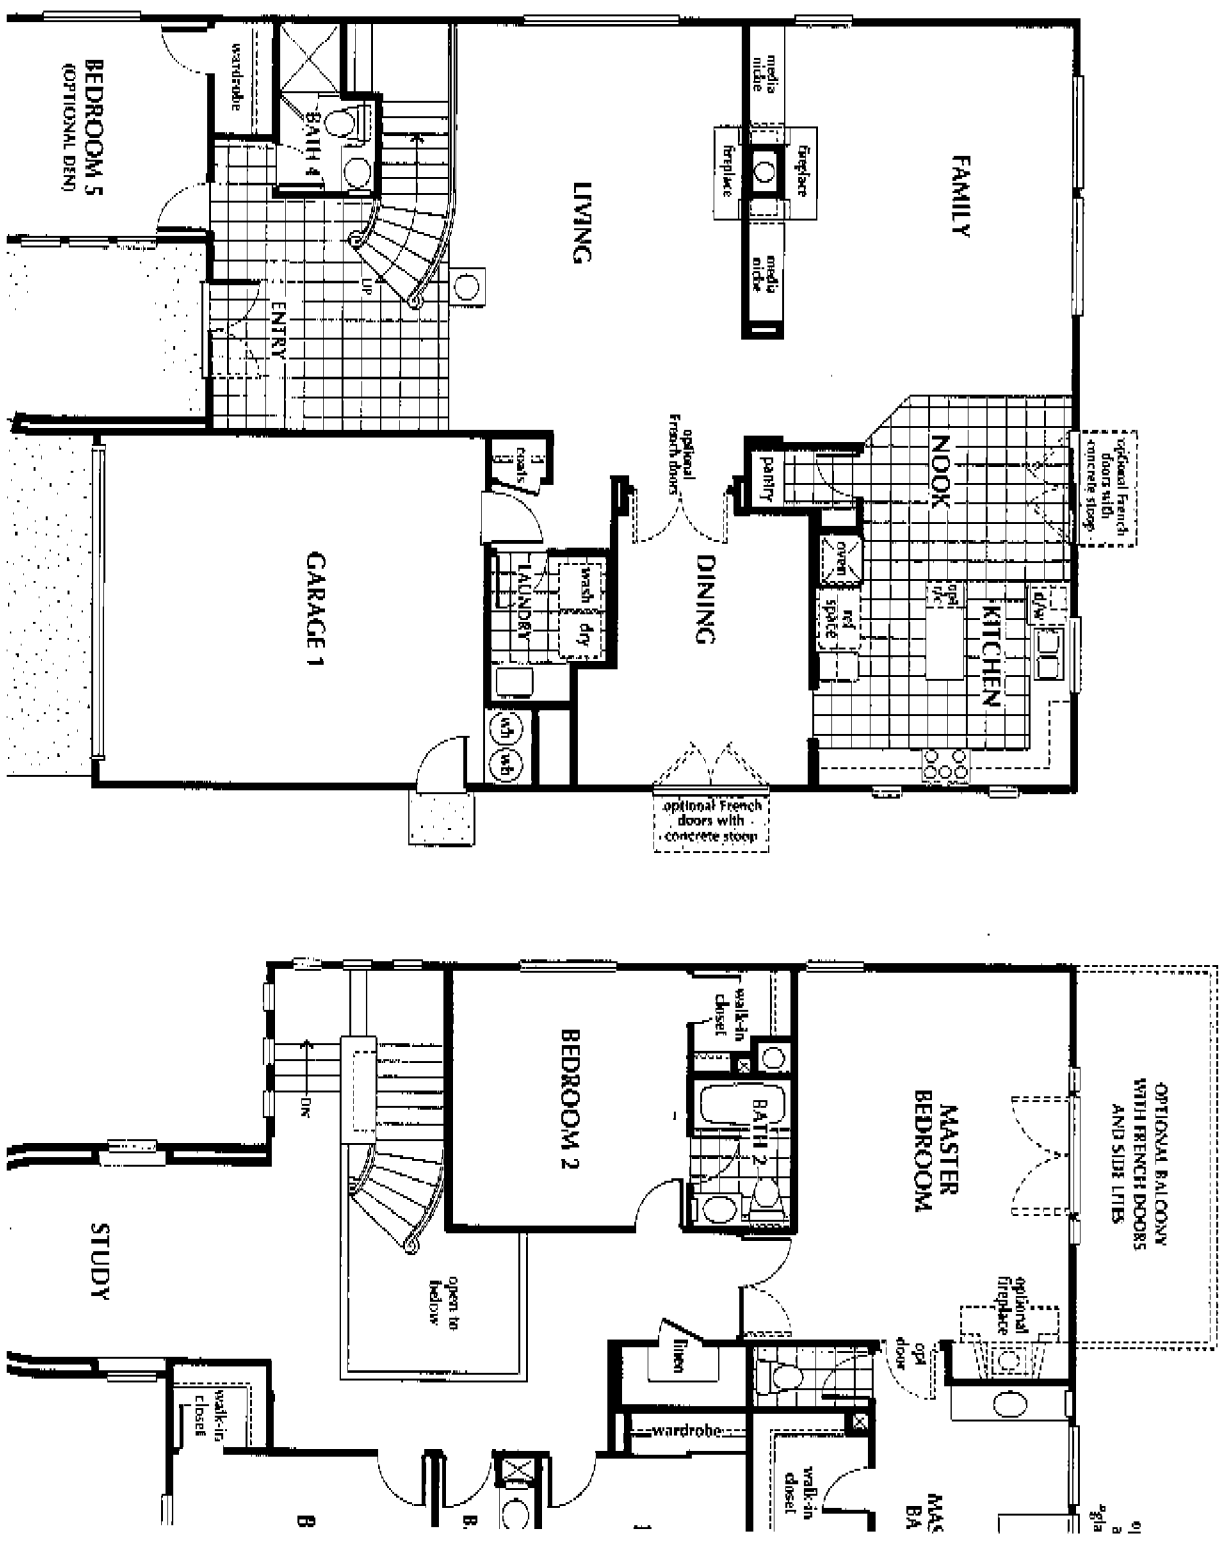 BEDROOM 5
(OPTIONAL DEN)
wardrobe
BATH 4
UP
ENTRY
LIVING
media
niche
fireplace
fireplace
media
niche
FAMILY
optional
French doors
coats
pantry
NOOK
optional French
doors with
concrete stoop
GARAGE 1
LAUNDRY
wash
dry
DINING
oven
ref
space
opt
d/w
KITCHEN
wh
wh
optional French
doors with
concrete stoop
DN
BEDROOM 2
walk-in
closet
BATH 2
MASTER
BEDROOM
OPTIONAL BALCONY
WITH FRENCH DOORS
AND SIDE LITES
STUDY
open to
below
optional
fireplace
linen
opt
door
walk-in
closet
wardrobe
walk-in
closet
MAS
BA
B
B.
gla